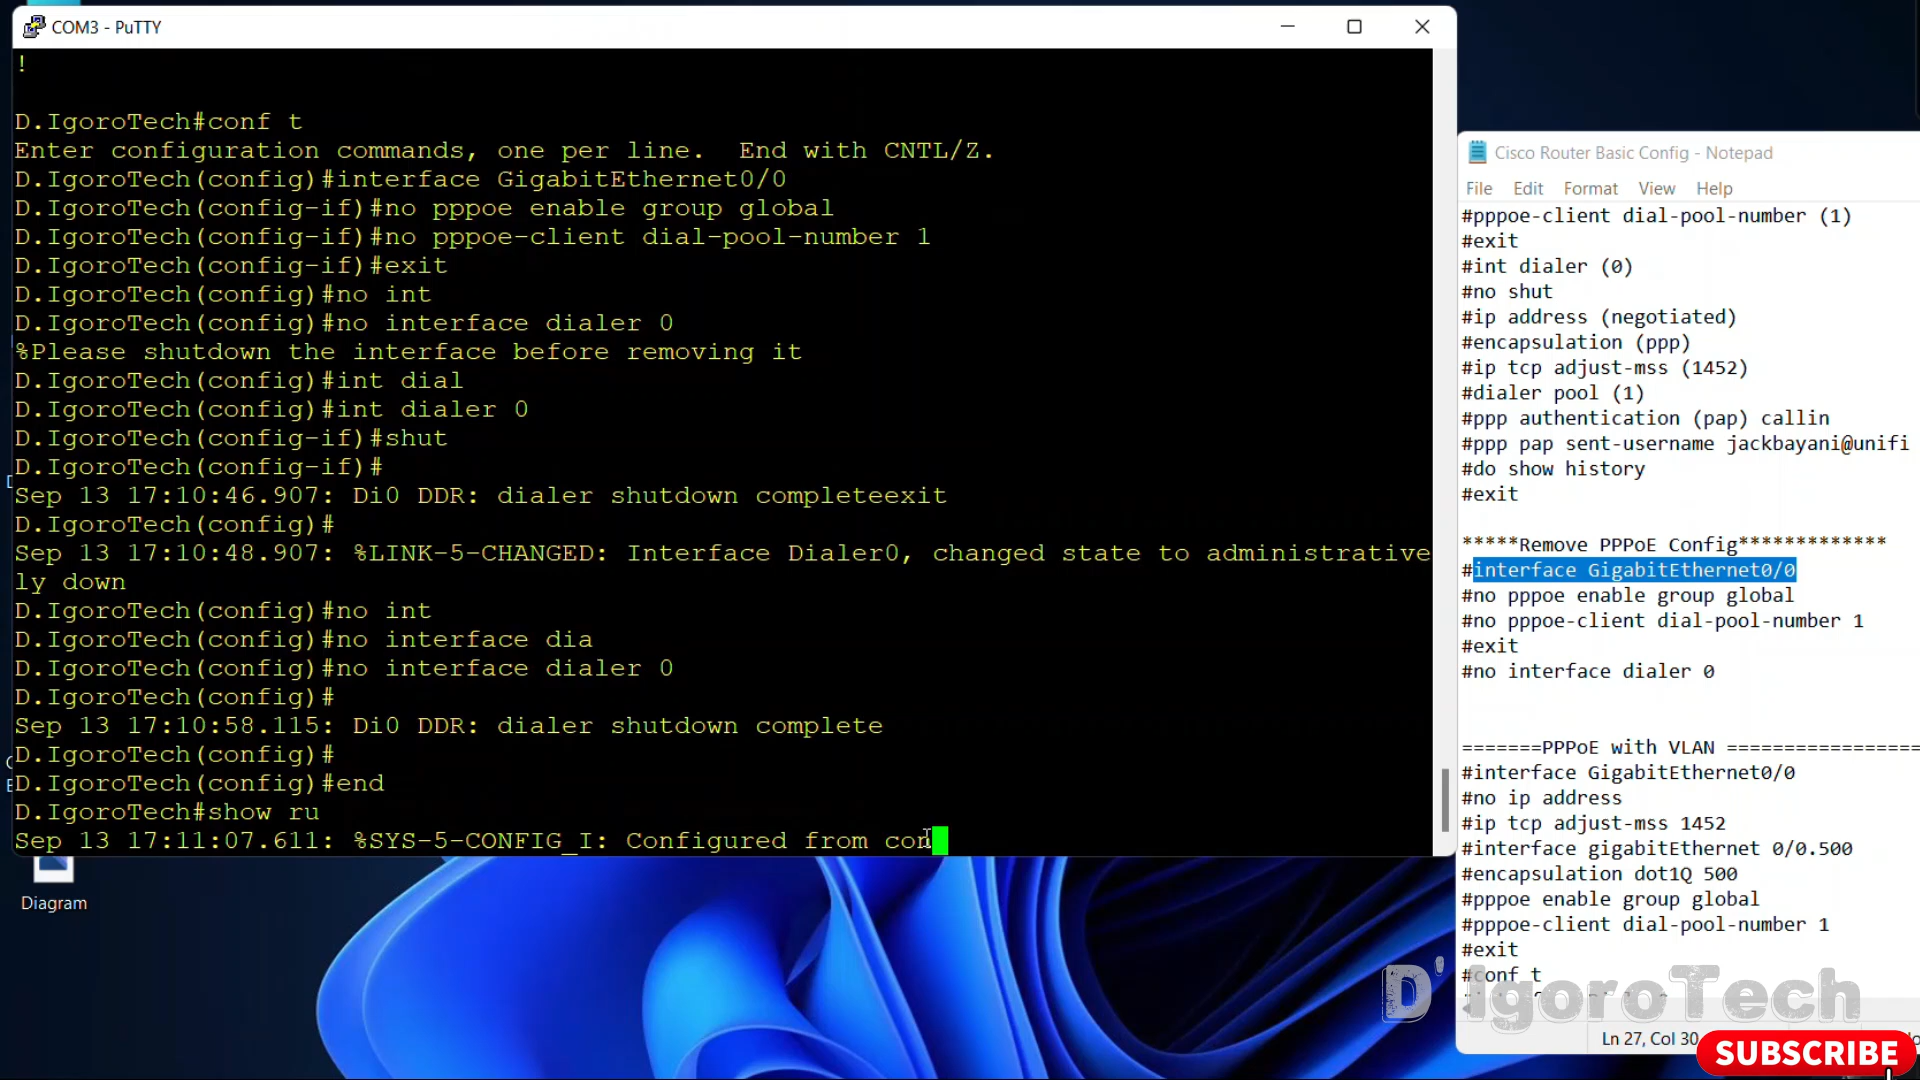 COM3 - PuTTY
!
D.IgoroTech#conf t
Enter configuration commands, one per line.  End with CNTL/Z.
D.IgoroTech(config)#interface GigabitEthernet0/0
D.IgoroTech(config-if)#no pppoe enable group global
D.IgoroTech(config-if)#no pppoe-client dial-pool-number 1
D.IgoroTech(config-if)#exit
D.IgoroTech(config)#no int
D.IgoroTech(config)#no interface dialer 0
%Please shutdown the interface before removing it
D.IgoroTech(config)#int dial
D.IgoroTech(config)#int dialer 0
D.IgoroTech(config-if)#shut
D.IgoroTech(config-if)#
Sep 13 17:10:46.907: Di0 DDR: dialer shutdown completeexit
D.IgoroTech(config)#
Sep 13 17:10:48.907: %LINK-5-CHANGED: Interface Dialer0, changed state to administrative
ly down
D.IgoroTech(config)#no int
D.IgoroTech(config)#no interface dia
D.IgoroTech(config)#no interface dialer 0
D.IgoroTech(config)#
Sep 13 17:10:58.115: Di0 DDR: dialer shutdown complete
D.IgoroTech(config)#
D.IgoroTech(config)#end
D.IgoroTech#show ru
Sep 13 17:11:07.611: %SYS-5-CONFIG_I: Configured from con
Diagram
Cisco Router Basic Config - Notepad
File Edit Format View Help
#pppoe-client dial-pool-number (1)
#exit
#int dialer (0)
#no shut
#ip address (negotiated)
#encapsulation (ppp)
#ip tcp adjust-mss (1452)
#dialer pool (1)
#ppp authentication (pap) callin
#ppp pap sent-username jackbayani@unifi
#do show history
#exit
*****Remove PPPoE Config*************
#interface GigabitEthernet0/0
#no pppoe enable group global
#no pppoe-client dial-pool-number 1
#exit
#no interface dialer 0
=======PPPoE with VLAN =================
#interface GigabitEthernet0/0
#no ip address
#ip tcp adjust-mss 1452
#interface gigabitEthernet 0/0.500
#encapsulation dot1Q 500
#pppoe enable group global
#pppoe-client dial-pool-number 1
#exit
#conf t
D'IgoroTech
Ln 27, Col 30
SUBSCRIBE